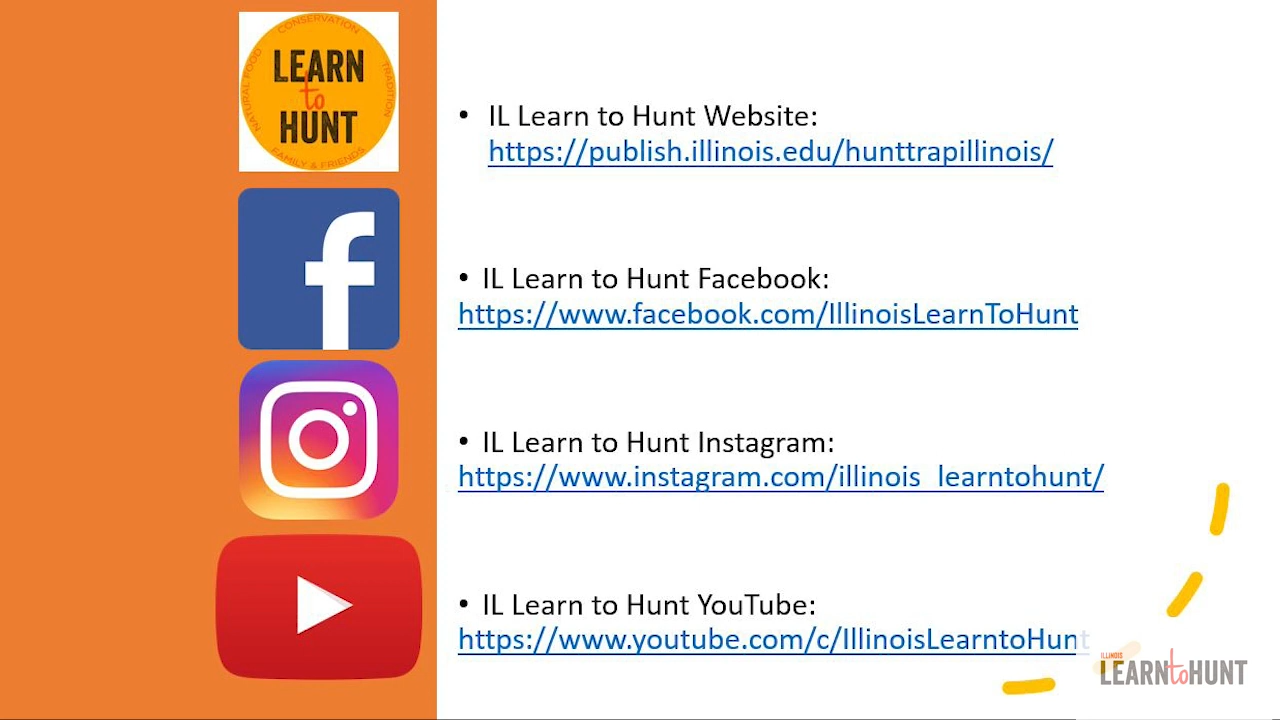 CONSERVATION
NATURAL FOOD
TRADITION
LEARN
to
HUNT
FAMILY & FRIENDS
• IL Learn to Hunt Website:
https://publish.illinois.edu/hunttrapillinois/
• IL Learn to Hunt Facebook:
https://www.facebook.com/IllinoisLearnToHunt
• IL Learn to Hunt Instagram:
https://www.instagram.com/illinois_learntohunt/
• IL Learn to Hunt YouTube:
https://www.youtube.com/c/IllinoisLearntoHunt
ILLINOIS
LEARN to HUNT